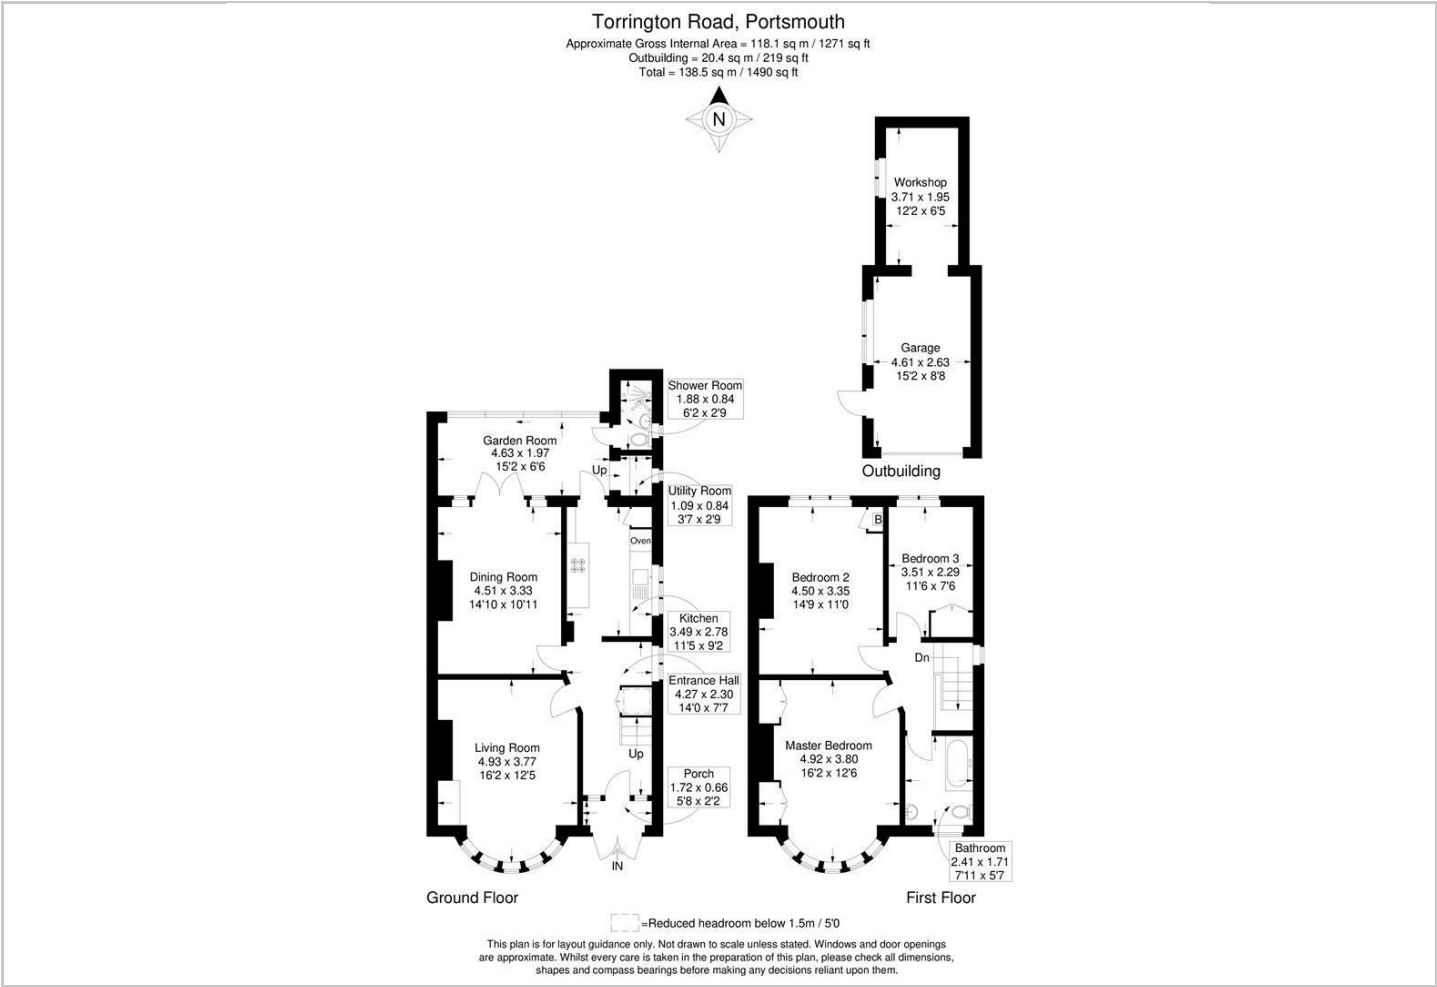 Torrington Road, Portsmouth
Approximate Gross Internal Area = 118.1 sq m / 1271 sq ft
Outbuilding = 20.4 sq m / 219 sq ft
Total = 138.5 sq m / 1490 sq ft
N
Workshop
3.71 x 1.95
12'2 x 6'5
Garage
4.61 x 2.63
15'2 x 8'8
Outbuilding
Shower Room
1.88 x 0.84
6'2 x 2'9
Garden Room
4.63 x 1.97
15'2 x 6'6
Up
Utility Room
1.09 x 0.84
3'7 x 2'9
Oven
Dining Room
4.51 x 3.33
14'10 x 10'11
Kitchen
3.49 x 2.78
11'5 x 9'2
Entrance Hall
4.27 x 2.30
14'0 x 7'7
Living Room
4.93 x 3.77
16'2 x 12'5
Up
Porch
1.72 x 0.66
5'8 x 2'2
IN
Ground Floor
B
Bedroom 2
4.50 x 3.35
14'9 x 11'0
Bedroom 3
3.51 x 2.29
11'6 x 7'6
Dn
Master Bedroom
4.92 x 3.80
16'2 x 12'6
Bathroom
2.41 x 1.71
7'11 x 5'7
First Floor
=Reduced headroom below 1.5m / 5'0
This plan is for layout guidance only. Not drawn to scale unless stated. Windows and door openings
are approximate. Whilst every care is taken in the preparation of this plan, please check all dimensions,
shapes and compass bearings before making any decisions reliant upon them.